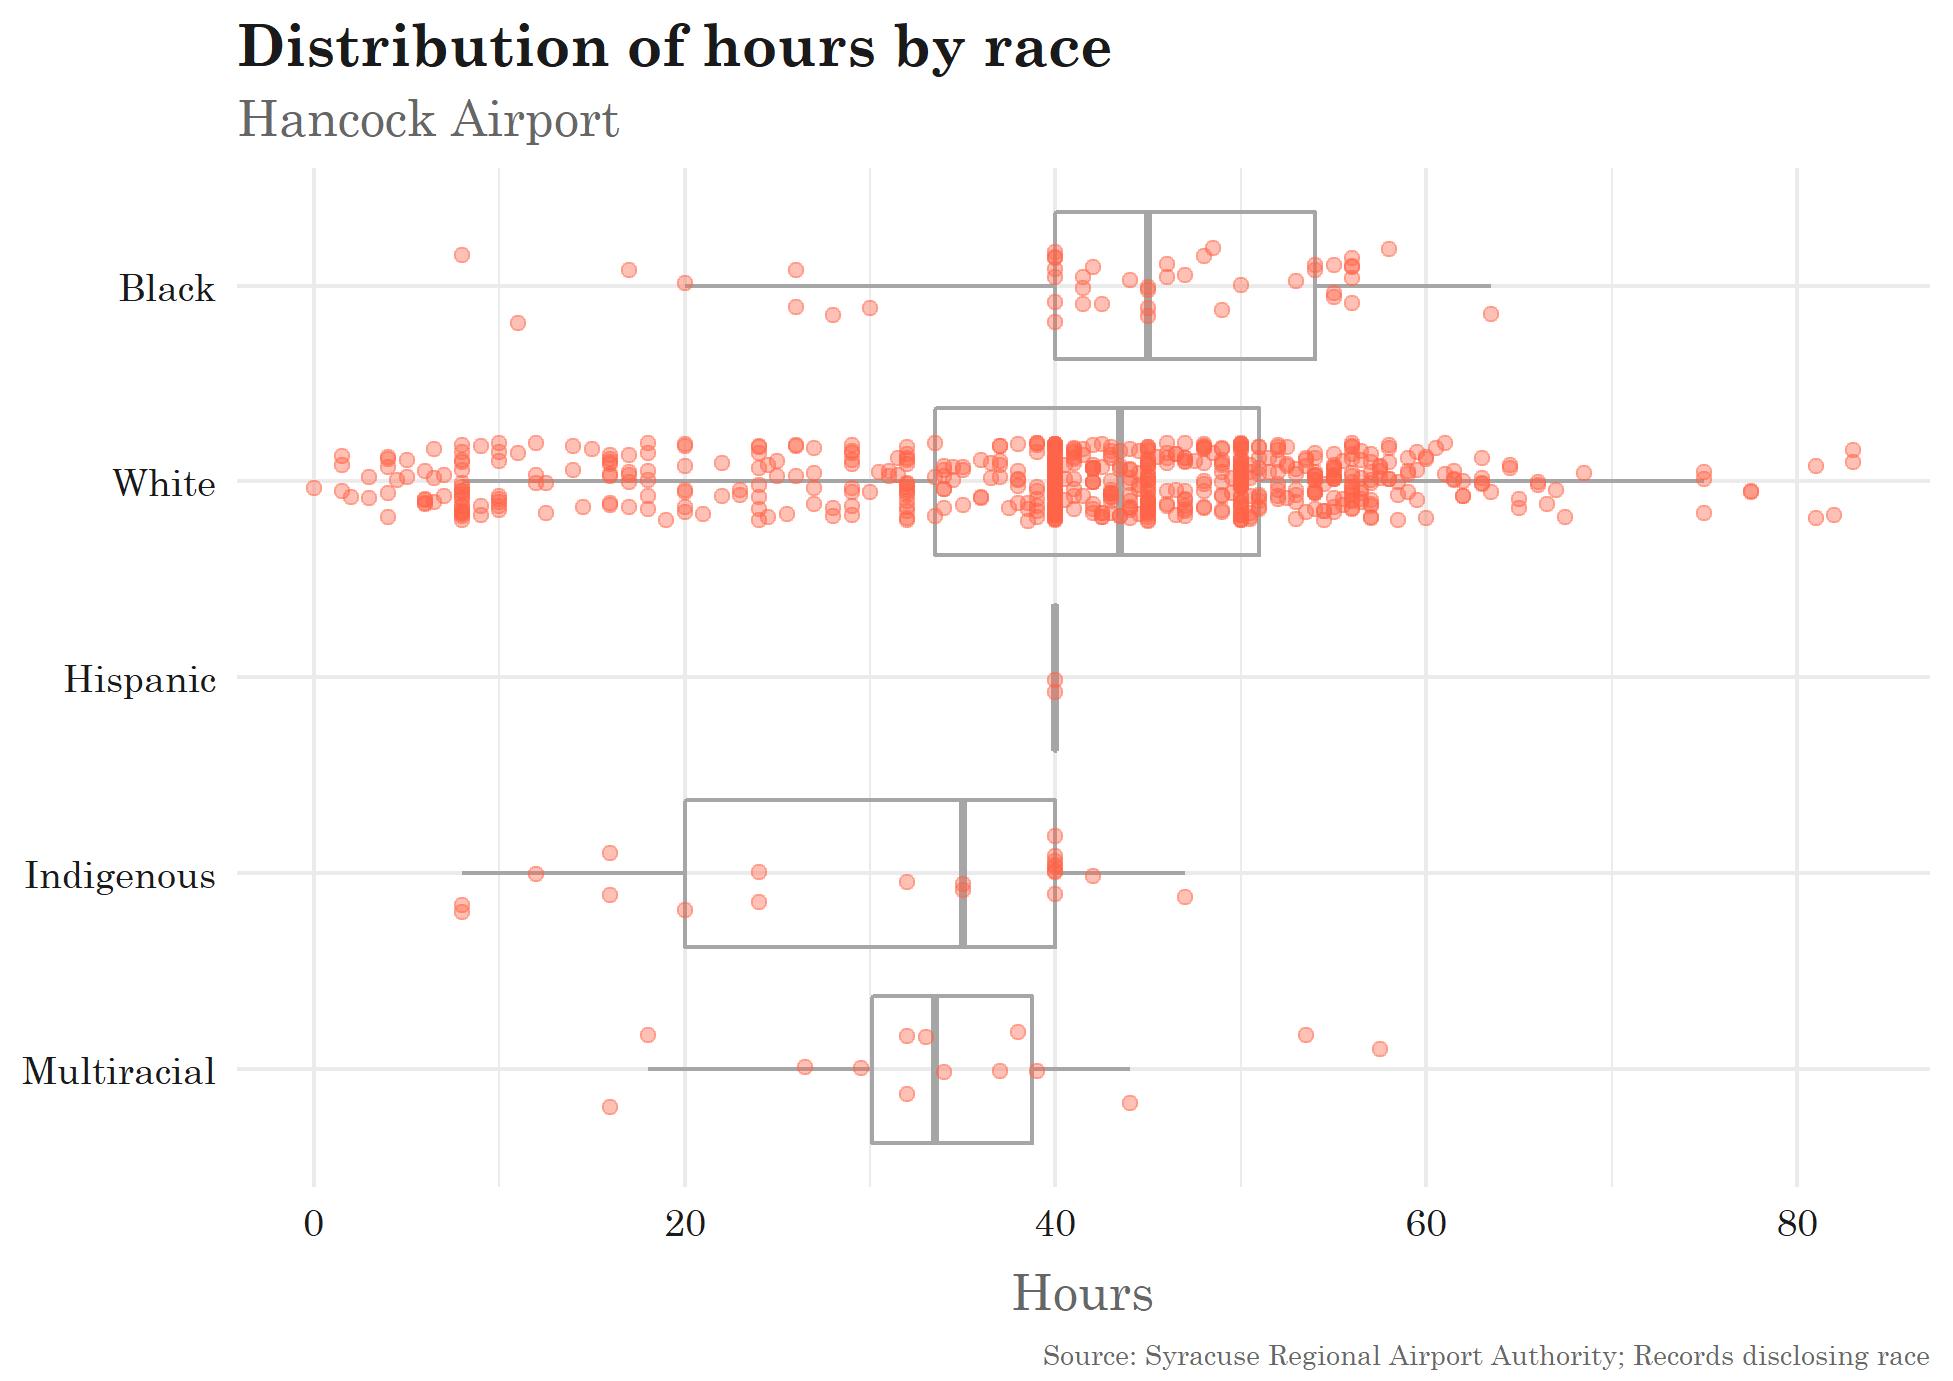 Distribution of hours by race
Hancock Airport
Black
White
Hispanic
Indigenous
Multiracial
0 20 40 60 80
Hours
Source: Syracuse Regional Airport Authority; Records disclosing race